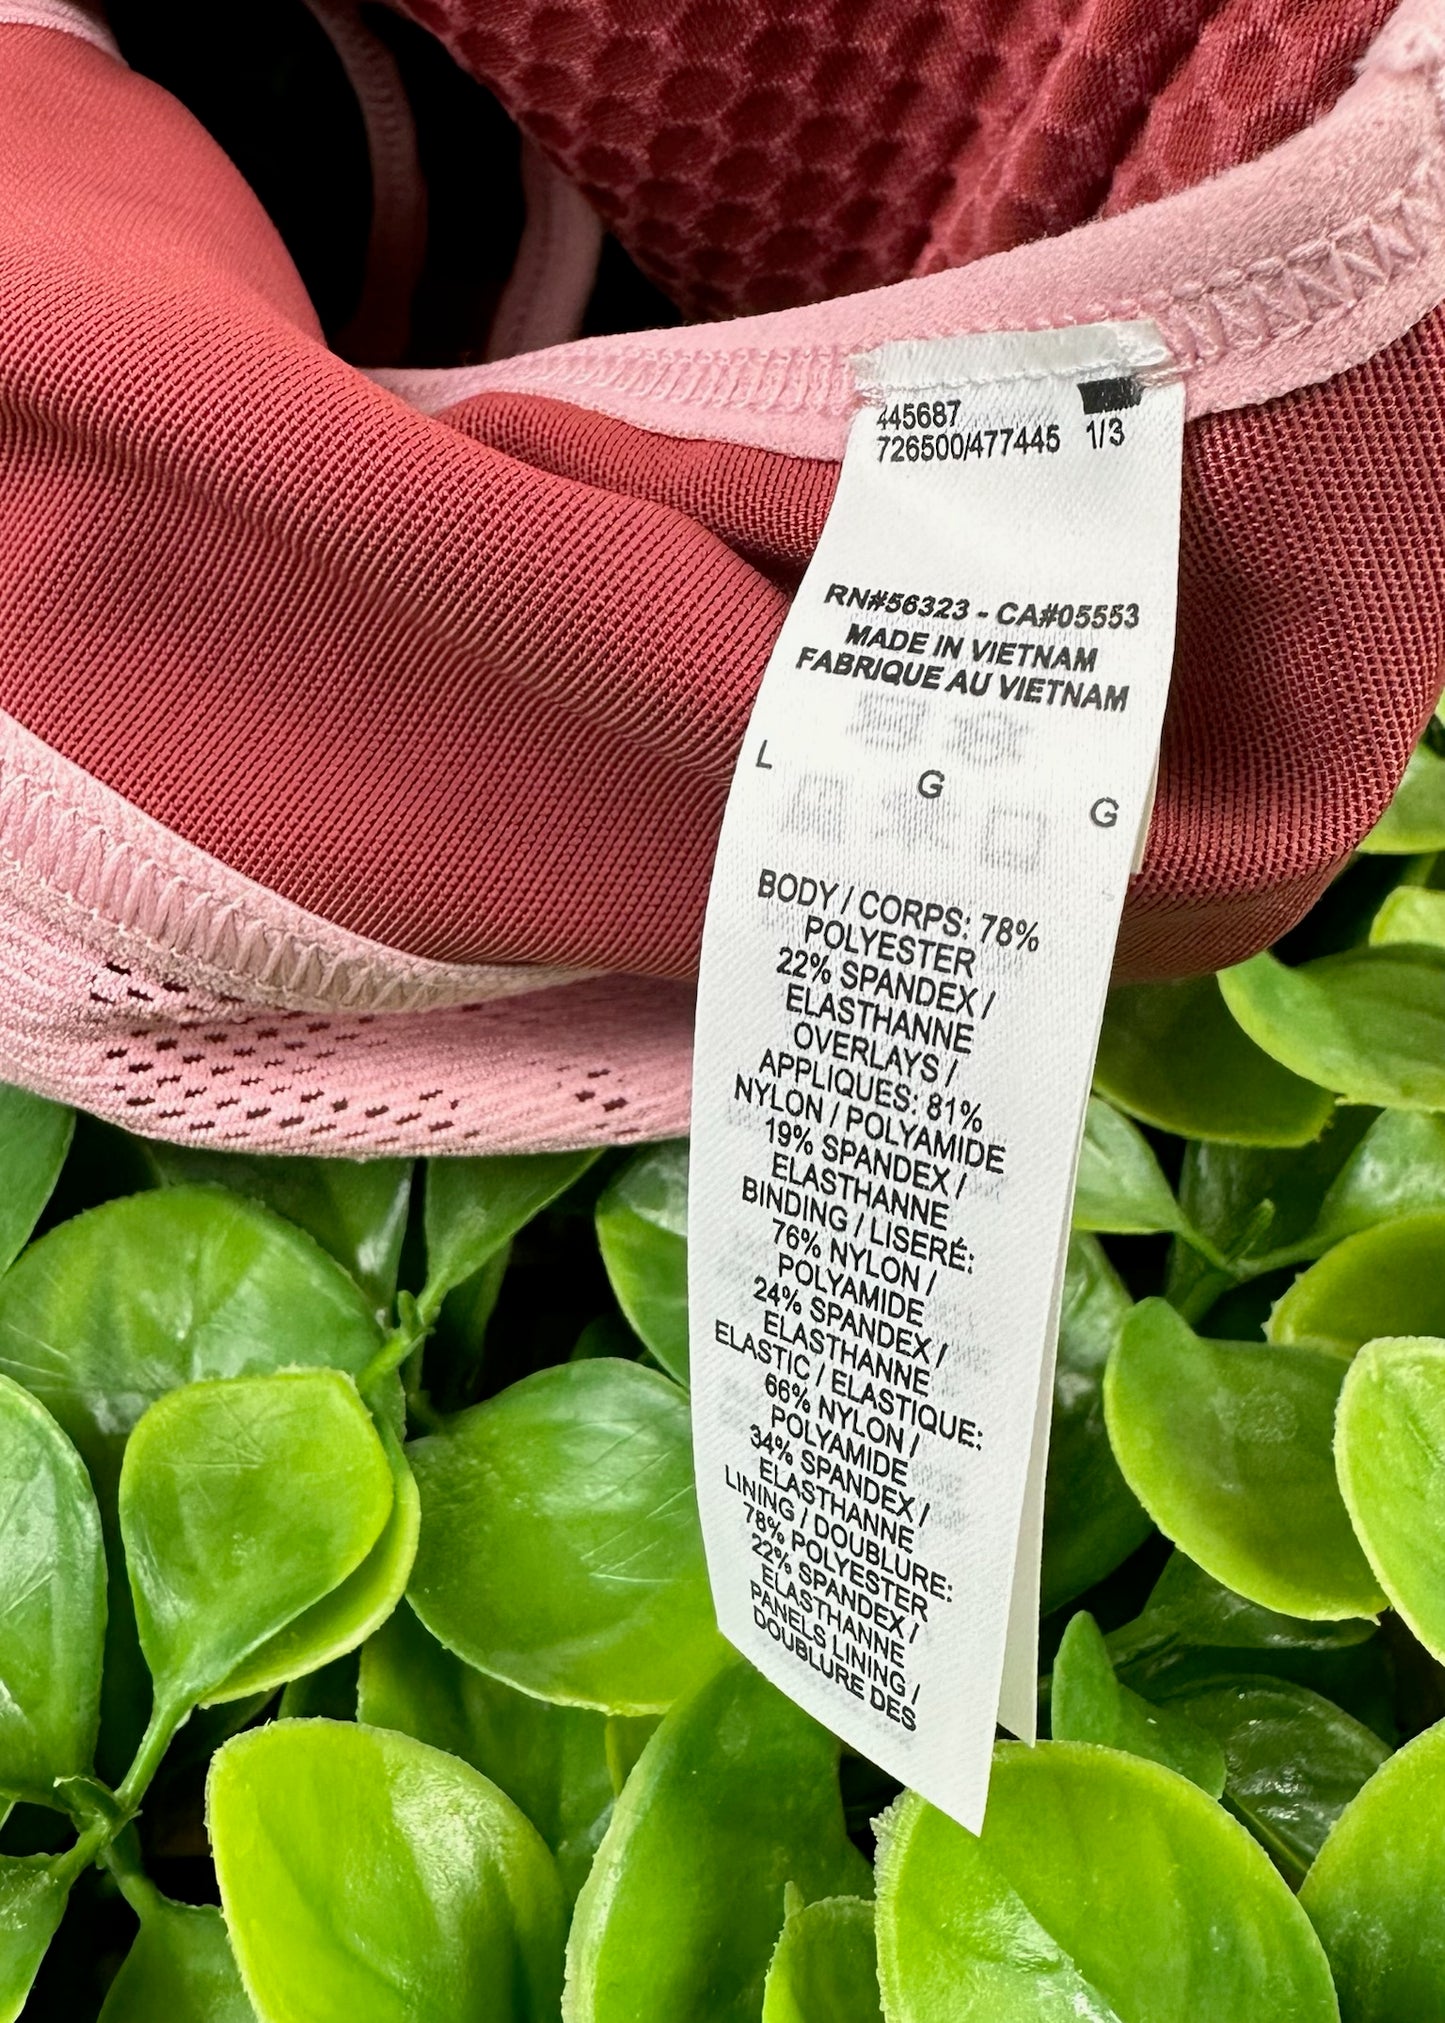 445687
726500/477445 1/3
RN#56323 - CA#05553
MADE IN VIETNAM
FABRIQUE AU VIETNAM
L G G
BODY / CORPS: 78%
POLYESTER
22% SPANDEX /
ELASTHANNE
OVERLAYS /
APPLIQUES: 81%
NYLON / POLYAMIDE
19% SPANDEX /
ELASTHANNE
BINDING / LISERÉ:
76% NYLON /
POLYAMIDE
24% SPANDEX /
ELASTHANNE
ELASTIC / ELASTIQUE:
66% NYLON /
POLYAMIDE
34% SPANDEX /
ELASTHANNE
LINING / DOUBLURE:
78% POLYESTER
22% SPANDEX /
ELASTHANNE
PANELS LINING /
DOUBLURE DES